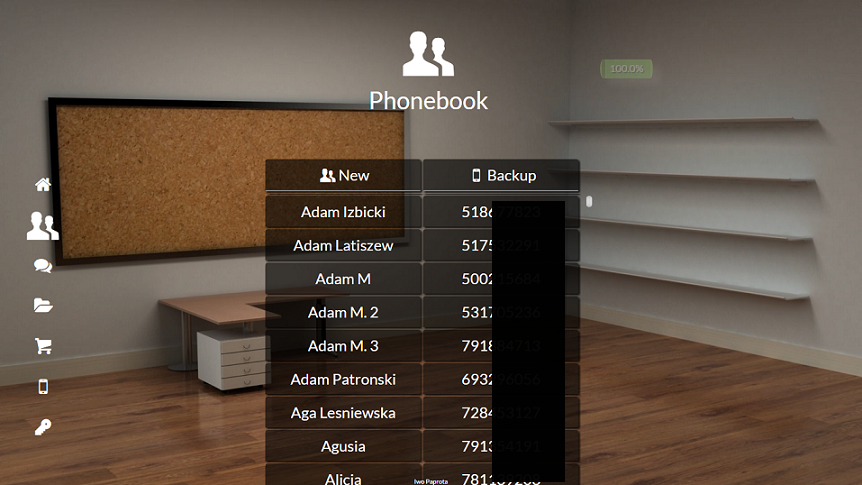 Phonebook
100.0%
New Backup
Adam Izbicki 518
Adam Latiszew 517
Adam M 500
Adam M. 2 531
Adam M. 3 791
Adam Patronski 693
Aga Lesniewska 728
Agusia 791
Alicja 781
Iwo Paprota